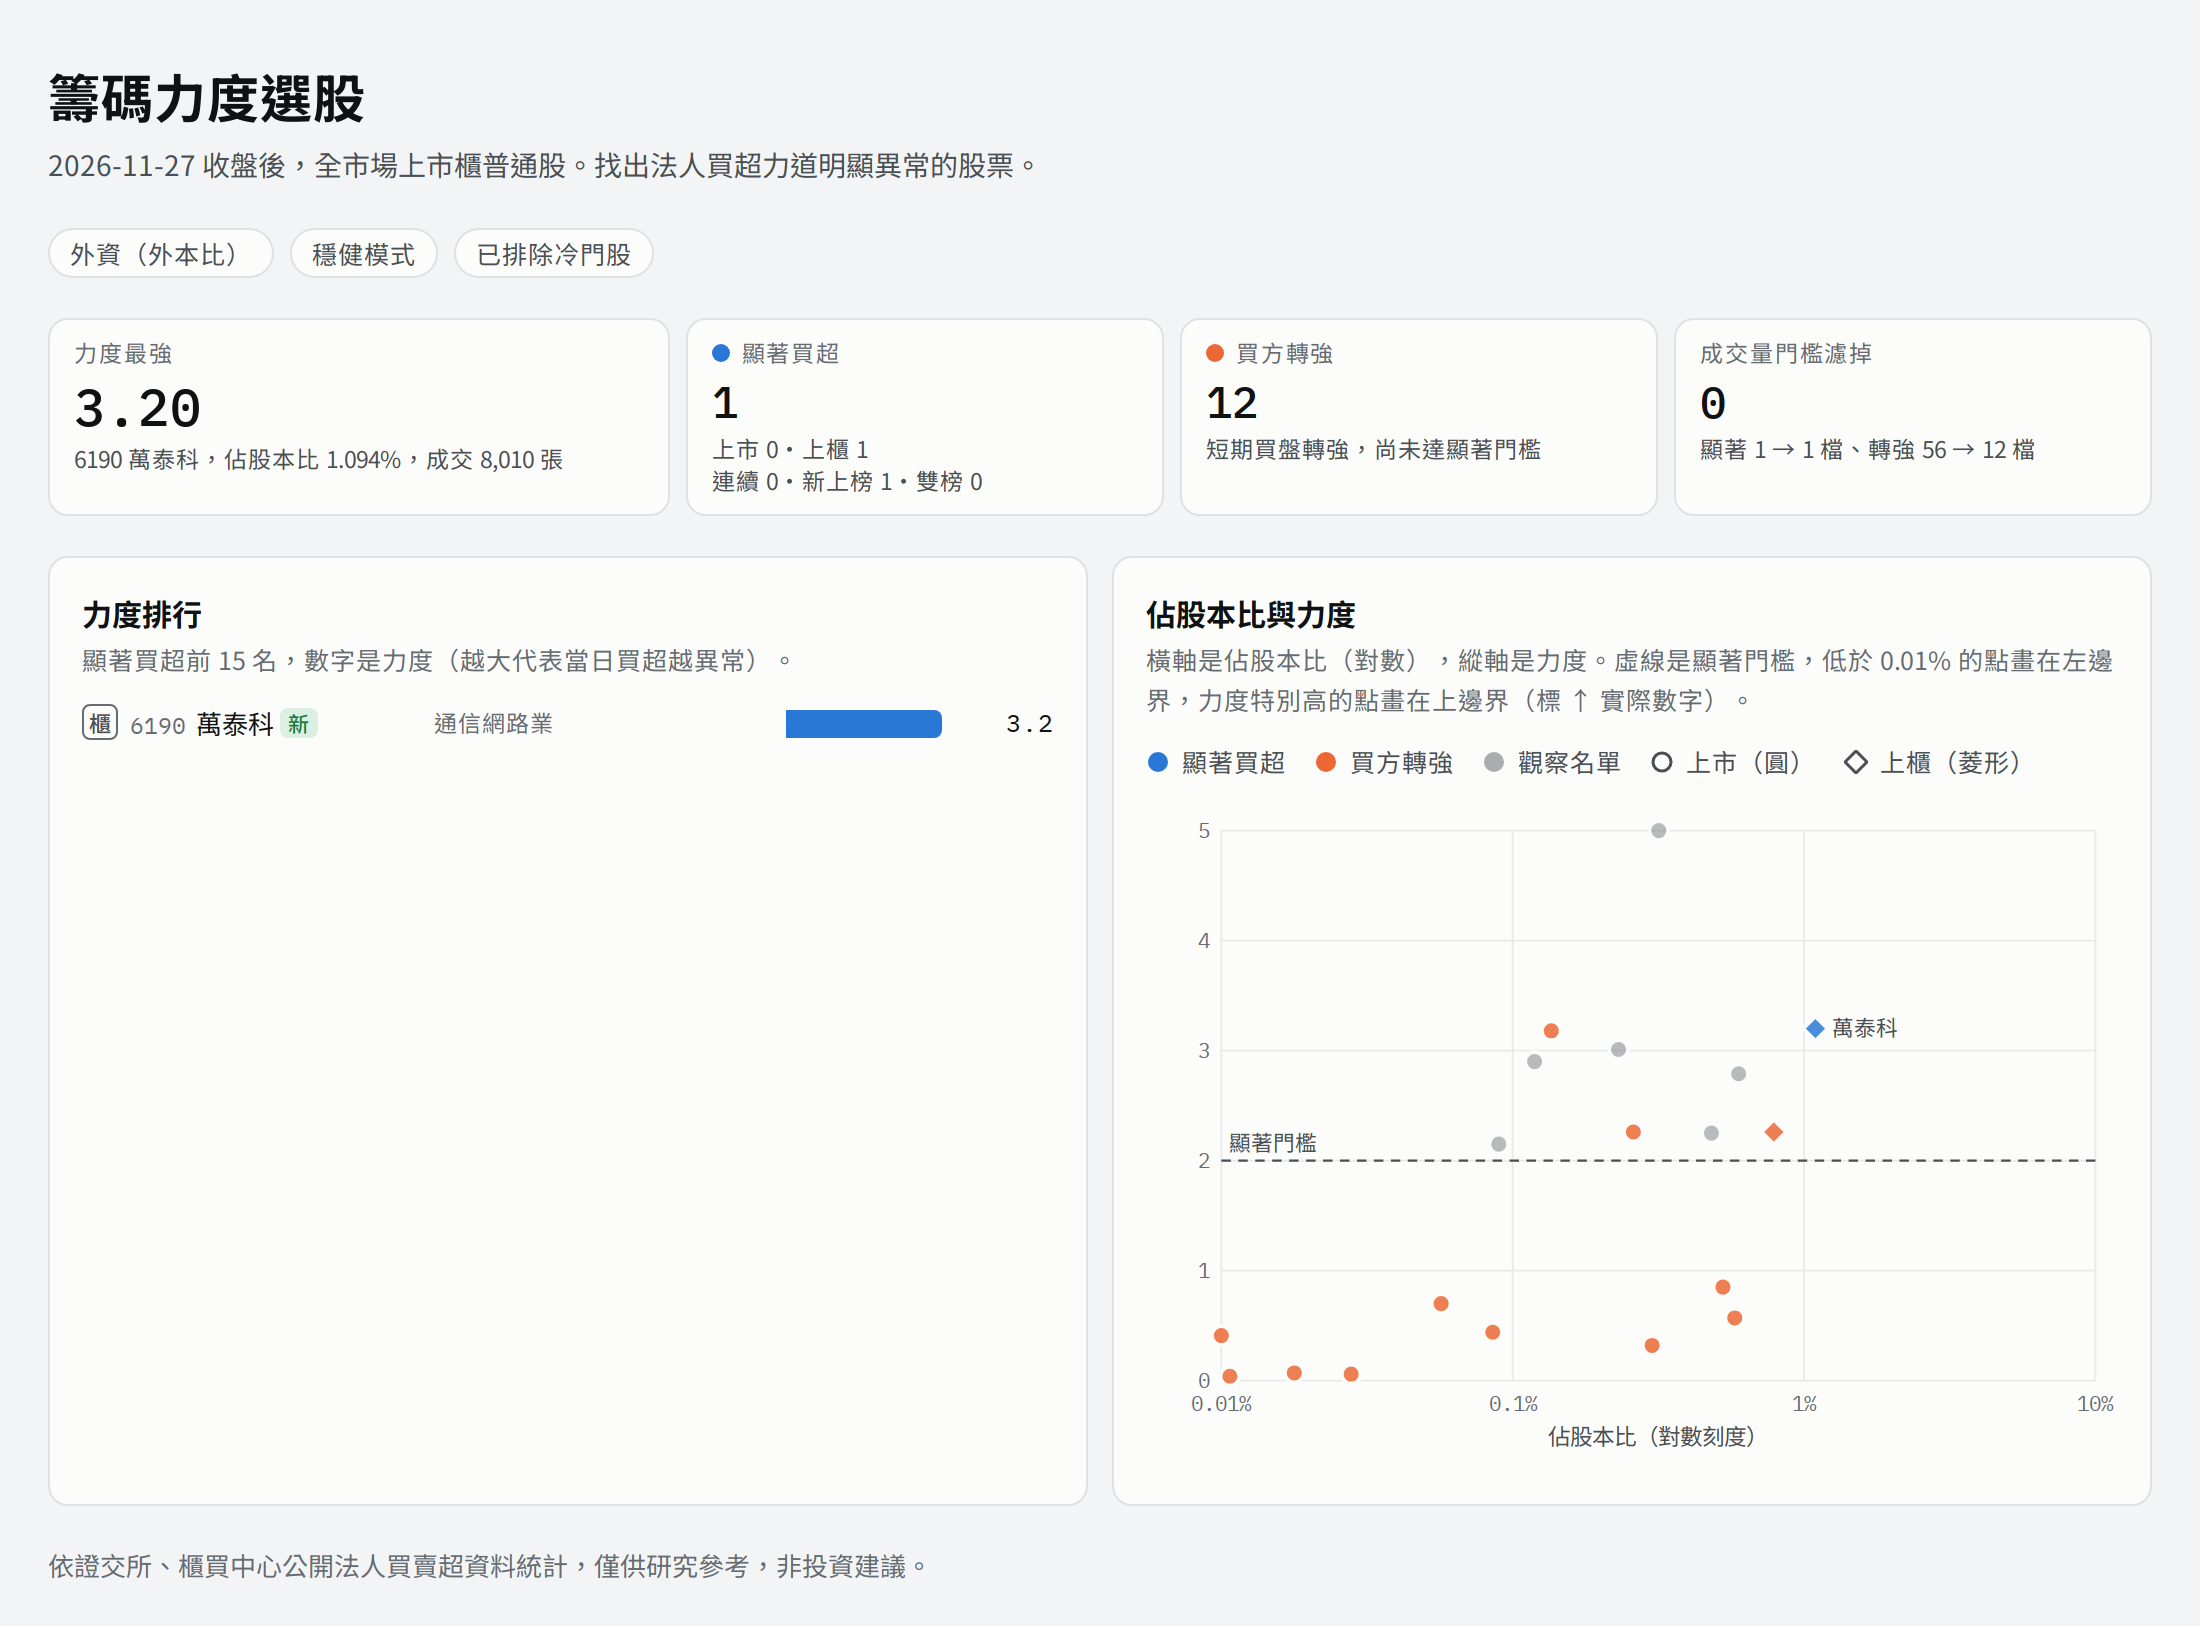 籌碼力度選股
2026-11-27 收盤後，全市場上市櫃普通股。找出法人買超力道明顯異常的股票。
外資（外本比）
穩健模式
已排除冷門股
力度最強
3.20
6190 萬泰科，佔股本比 1.094%，成交 8,010 張
顯著買超
1
上市 0・上櫃 1
連續 0・新上榜 1・雙榜 0
買方轉強
12
短期買盤轉強，尚未達顯著門檻
成交量門檻濾掉
0
顯著 1 → 1 檔、轉強 56 → 12 檔
力度排行
顯著買超前 15 名，數字是力度（越大代表當日買超越異常）。
櫃 6190 萬泰科 新 通信網路業 3.2
佔股本比與力度
橫軸是佔股本比（對數），縱軸是力度。虛線是顯著門檻，低於 0.01% 的點畫在左邊
界，力度特別高的點畫在上邊界（標 ↑ 實際數字）。
顯著買超 買方轉強 觀察名單 上市（圓） 上櫃（菱形）
5
4
萬泰科
3
顯著門檻
2
1
0
0.01% 0.1% 1% 10%
佔股本比（對數刻度）
依證交所、櫃買中心公開法人買賣超資料統計，僅供研究參考，非投資建議。